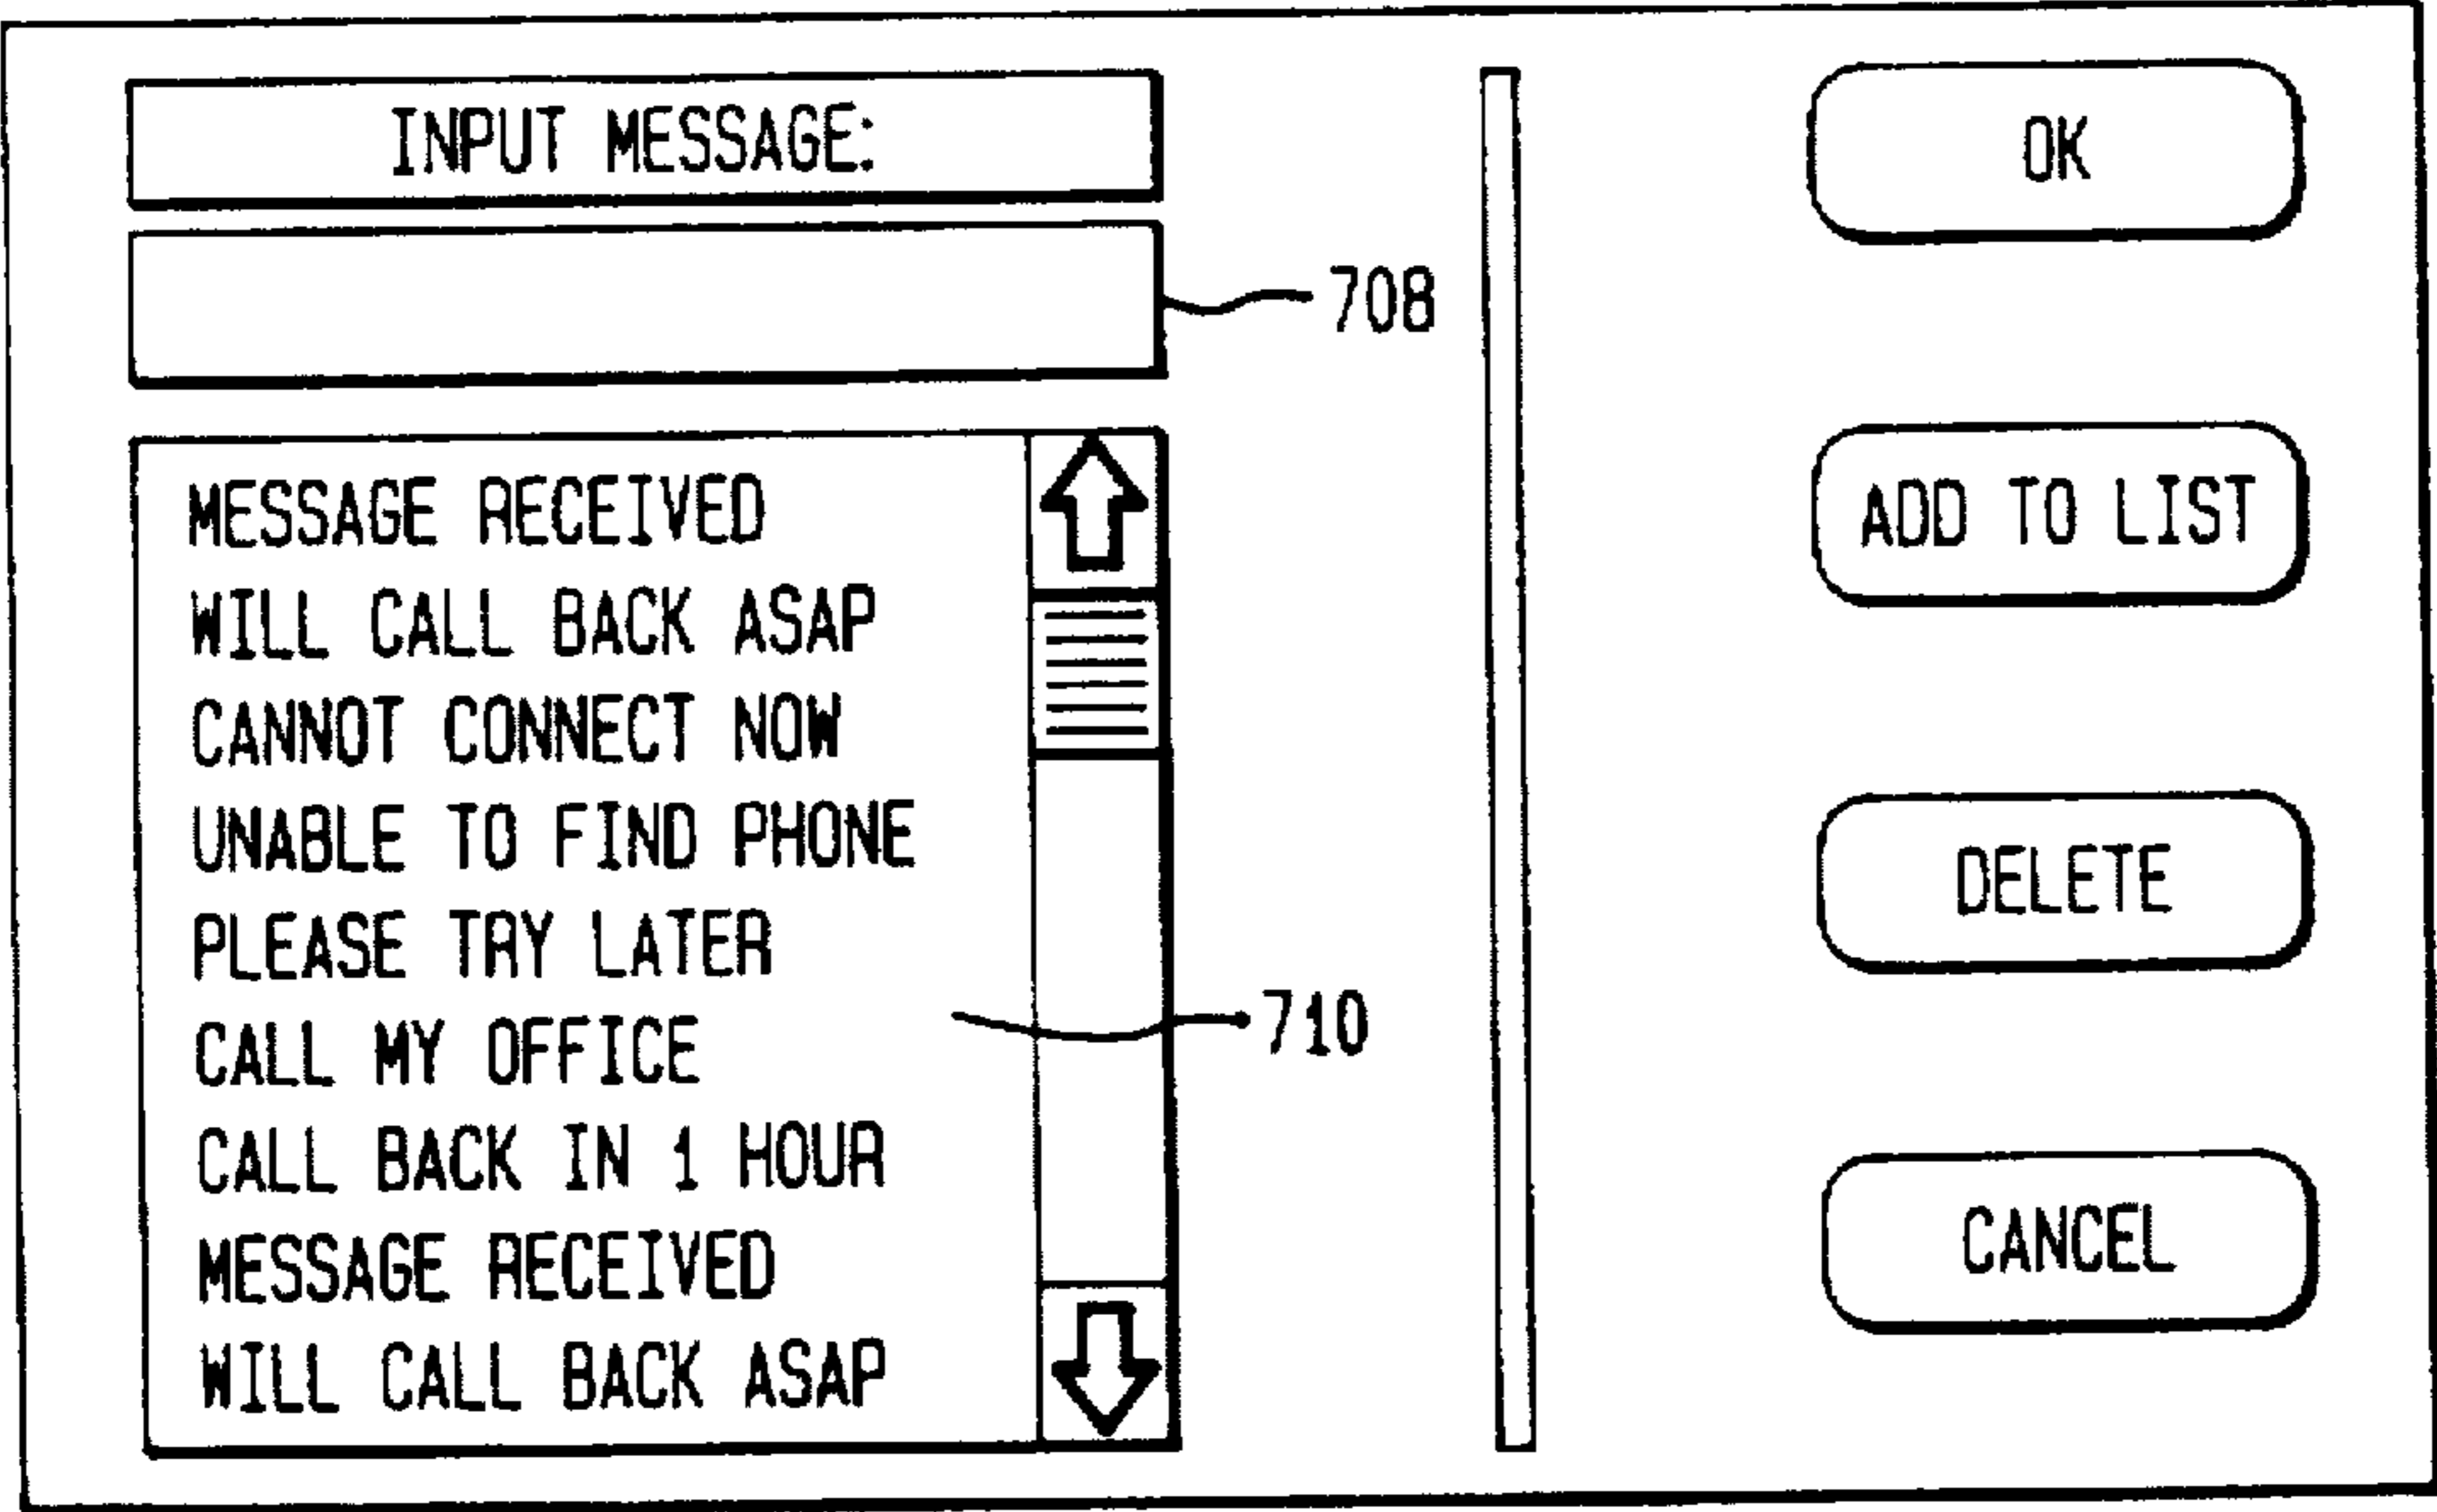 INPUT MESSAGE:
708
MESSAGE RECEIVED
WILL CALL BACK ASAP
CANNOT CONNECT NOW
UNABLE TO FIND PHONE
PLEASE TRY LATER
CALL MY OFFICE
CALL BACK IN 1 HOUR
MESSAGE RECEIVED
WILL CALL BACK ASAP
710
OK
ADD TO LIST
DELETE
CANCEL